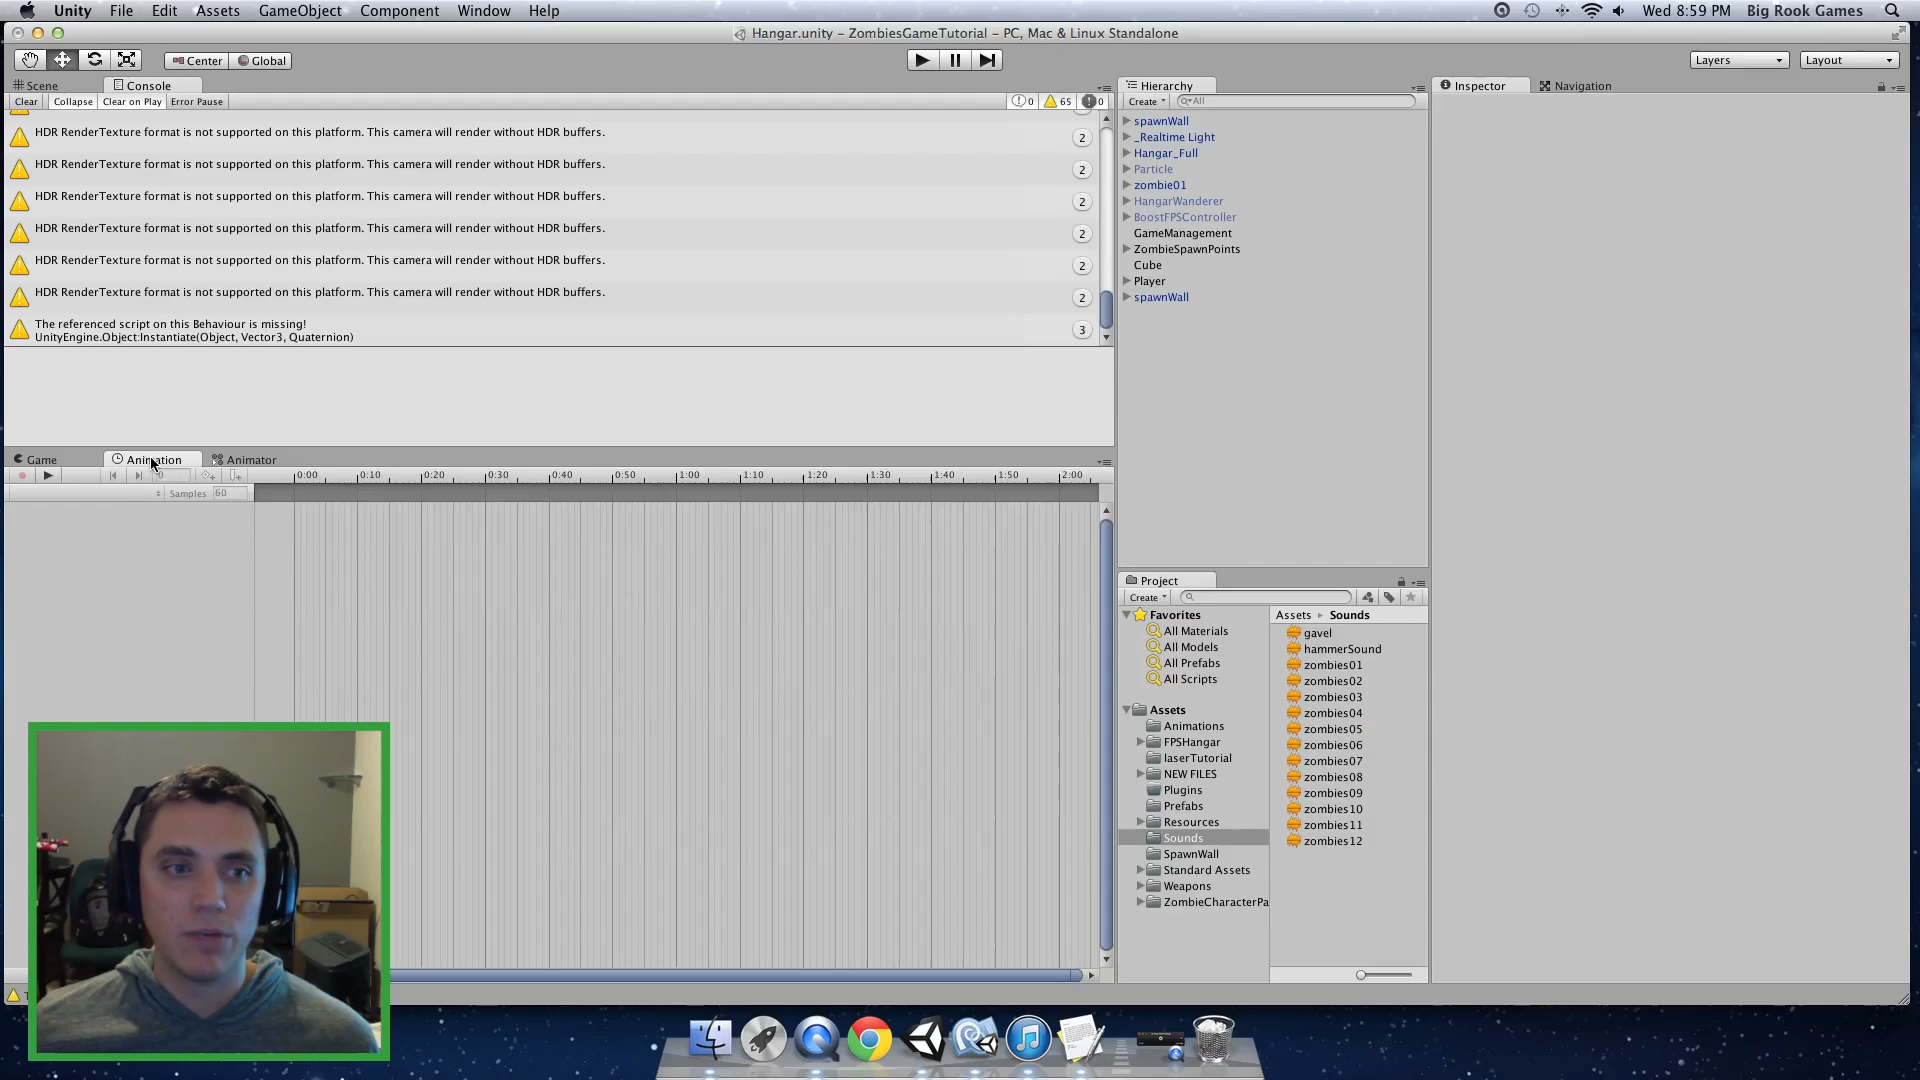 Unity File Edit Assets GameObject Component Window Help Wed 8:59 PM Big Rook Games
Hangar.unity – ZombiesGameTutorial – PC, Mac & Linux Standalone
Center Global Layers Layout
Scene Console
Clear Collapse Clear on Play Error Pause 0 65 0
HDR RenderTexture format is not supported on this platform. This camera will render without HDR buffers. 2
HDR RenderTexture format is not supported on this platform. This camera will render without HDR buffers. 2
HDR RenderTexture format is not supported on this platform. This camera will render without HDR buffers. 2
HDR RenderTexture format is not supported on this platform. This camera will render without HDR buffers. 2
HDR RenderTexture format is not supported on this platform. This camera will render without HDR buffers. 2
HDR RenderTexture format is not supported on this platform. This camera will render without HDR buffers. 2
The referenced script on this Behaviour is missing!
UnityEngine.Object:Instantiate(Object, Vector3, Quaternion) 3
Game Animation Animator
0 0:00 0:10 0:20 0:30 0:40 0:50 1:00 1:10 1:20 1:30 1:40 1:50 2:00
Samples 60
Hierarchy
Create All
spawnWall
_Realtime Light
Hangar_Full
Particle
zombie01
HangarWanderer
BoostFPSController
GameManagement
ZombieSpawnPoints
Cube
Player
spawnWall
Inspector Navigation
Project
Create
Favorites
All Materials
All Models
All Prefabs
All Scripts
Assets
Animations
FPSHangar
laserTutorial
NEW FILES
Plugins
Prefabs
Resources
Sounds
SpawnWall
Standard Assets
Weapons
ZombieCharacterPa
Assets Sounds
gavel
hammerSound
zombies01
zombies02
zombies03
zombies04
zombies05
zombies06
zombies07
zombies08
zombies09
zombies10
zombies11
zombies12